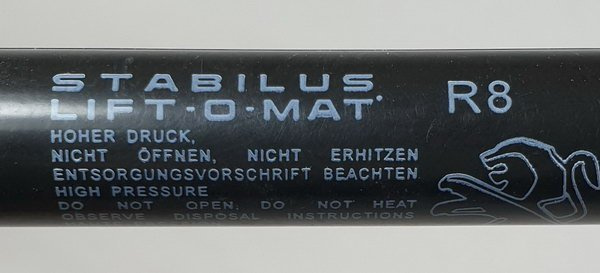 STABILUS
LIFT-O-MAT R8
HOHER DRUCK,
NICHT ÖFFNEN, NICHT ERHITZEN
ENTSORGUNGSVORSCHRIFT BEACHTEN
HIGH PRESSURE
DO NOT OPEN, DO NOT HEAT
OBSERVE DISPOSAL INSTRUCTIONS